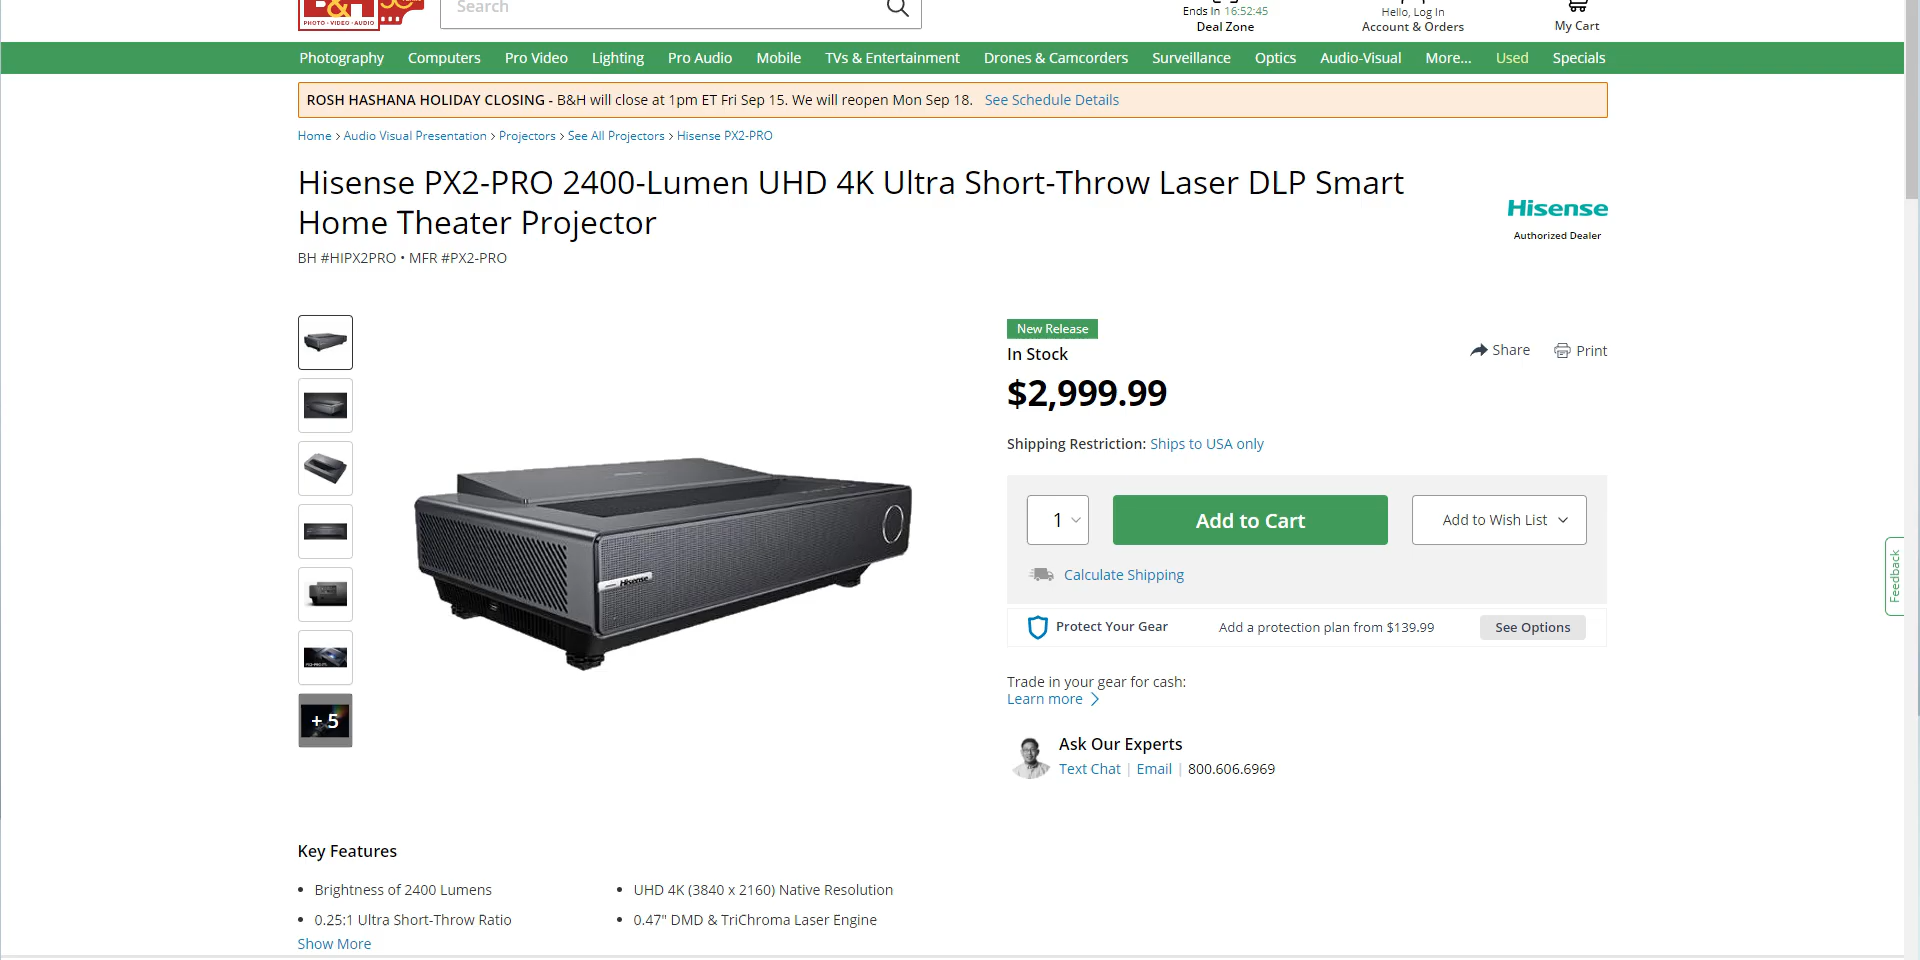 B&H
PHOTO • VIDEO • AUDIO
Search
Ends In 16:52:45
Deal Zone
Hello, Log In
Account & Orders
My Cart
Photography Computers Pro Video Lighting Pro Audio Mobile TVs & Entertainment Drones & Camcorders Surveillance Optics Audio-Visual More... Used Specials
ROSH HASHANA HOLIDAY CLOSING - B&H will close at 1pm ET Fri Sep 15. We will reopen Mon Sep 18. See Schedule Details
Home > Audio Visual Presentation > Projectors > See All Projectors > Hisense PX2-PRO
Hisense PX2-PRO 2400-Lumen UHD 4K Ultra Short-Throw Laser DLP Smart
Home Theater Projector
Hisense
Authorized Dealer
BH #HIPX2PRO • MFR #PX2-PRO
New Release
In Stock
Share Print
$2,999.99
Shipping Restriction: Ships to USA only
1 Add to Cart Add to Wish List
Calculate Shipping
Protect Your Gear Add a protection plan from $139.99 See Options
Trade in your gear for cash:
Learn more >
Ask Our Experts
Text Chat | Email | 800.606.6969
Hisense
+ 5
Feedback
Key Features
• Brightness of 2400 Lumens
• UHD 4K (3840 x 2160) Native Resolution
• 0.25:1 Ultra Short-Throw Ratio
• 0.47" DMD & TriChroma Laser Engine
Show More